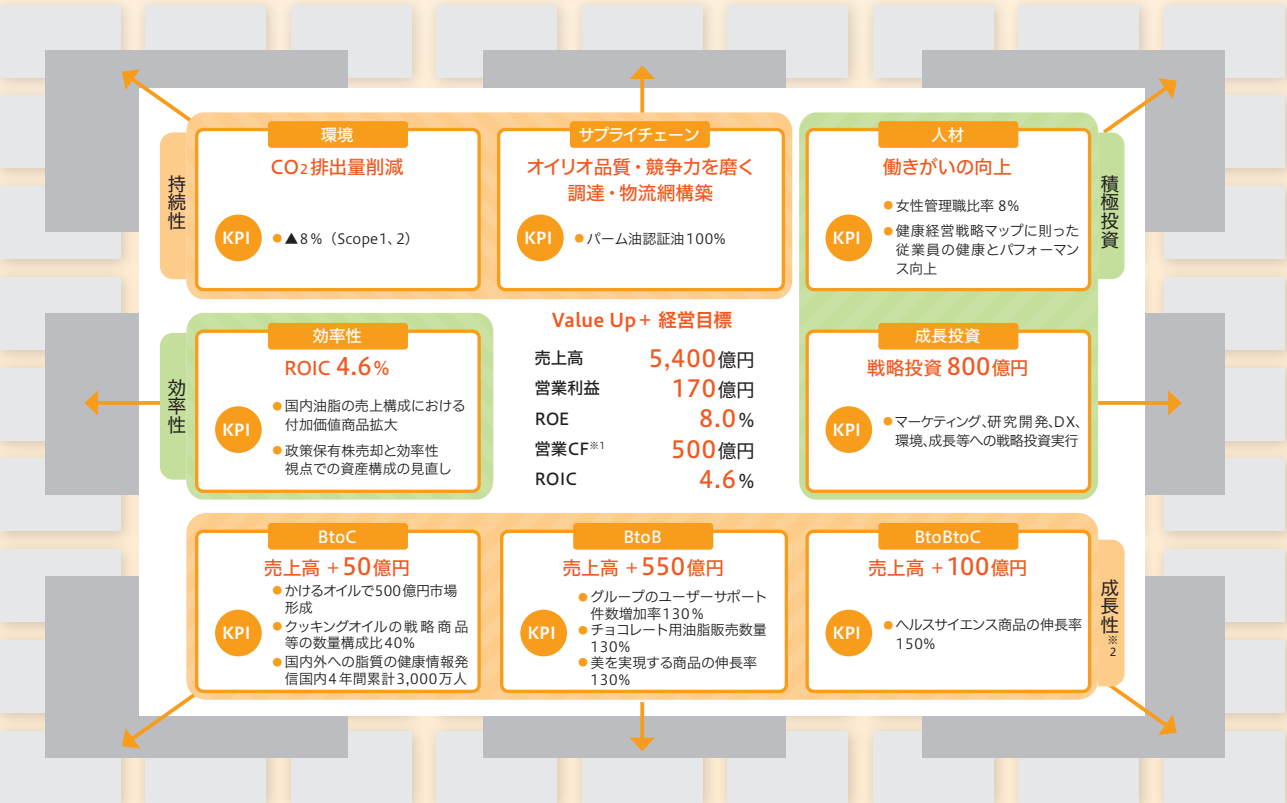 持続性
環境
CO2排出量削減
KPI
●▲8%（Scope1、2）
サプライチェーン
オイリオ品質・競争力を磨く
調達・物流網構築
KPI
●パーム油認証油100%
人材
働きがいの向上
KPI
●女性管理職比率 8%
●健康経営戦略マップに則った
従業員の健康とパフォーマン
ス向上
積極投資
効率性
効率性
ROIC 4.6%
KPI
●国内油脂の売上構成における
付加価値商品拡大
●政策保有株売却と効率性
視点での資産構成の見直し
Value Up+ 経営目標
売上高 5,400億円
営業利益 170億円
ROE 8.0%
営業CF※1 500億円
ROIC 4.6%
成長投資
戦略投資 800億円
KPI
●マーケティング、研究開発、DX、
環境、成長等への戦略投資実行
BtoC
売上高 +50億円
KPI
●かけるオイルで500億円市場
形成
●クッキングオイルの戦略商品
等の数量構成比40%
●国内外への脂質の健康情報発
信国内4年間累計3,000万人
BtoB
売上高 +550億円
KPI
●グループのユーザーサポート
件数増加率130%
●チョコレート用油脂販売数量
130%
●美を実現する商品の伸長率
130%
BtoBtoC
売上高 +100億円
KPI
●ヘルスサイエンス商品の伸長率
150%
成長性※2